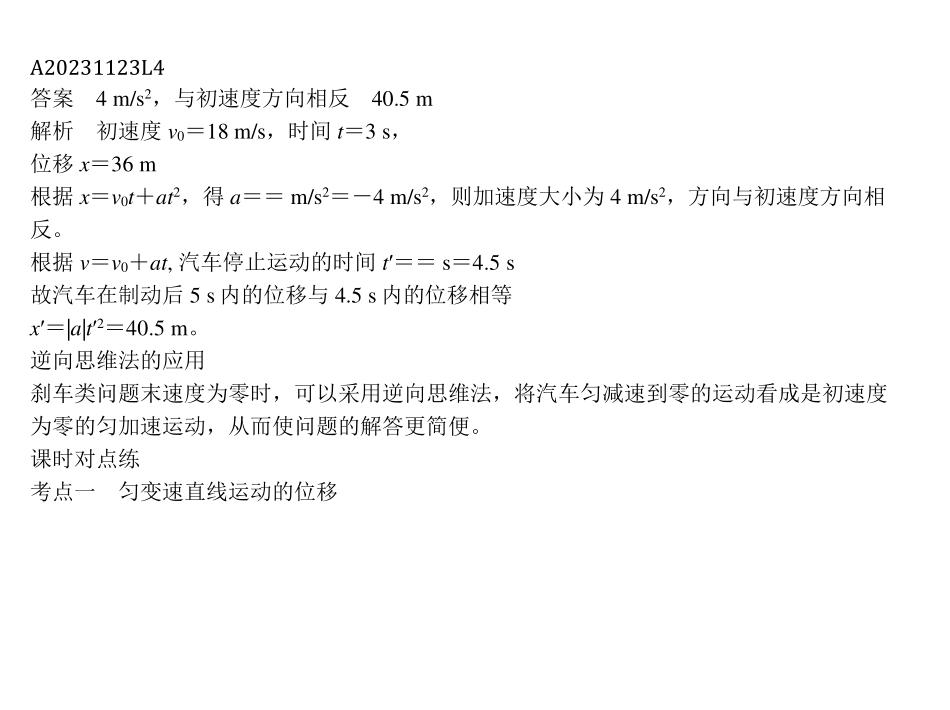 A20231123L4
答案　4 m/s²，与初速度方向相反　40.5 m
解析　初速度 v₀＝18 m/s，时间 t＝3 s，
位移 x＝36 m
根据 x＝v₀t＋at²，得 a＝＝ m/s²＝－4 m/s²，则加速度大小为 4 m/s²，方向与初速度方向相
反。
根据 v＝v₀＋at, 汽车停止运动的时间 t′＝＝ s＝4.5 s
故汽车在制动后 5 s 内的位移与 4.5 s 内的位移相等
x′＝|a|t′²＝40.5 m。
逆向思维法的应用
刹车类问题末速度为零时，可以采用逆向思维法，将汽车匀减速到零的运动看成是初速度
为零的匀加速运动，从而使问题的解答更简便。
课时对点练
考点一　匀变速直线运动的位移